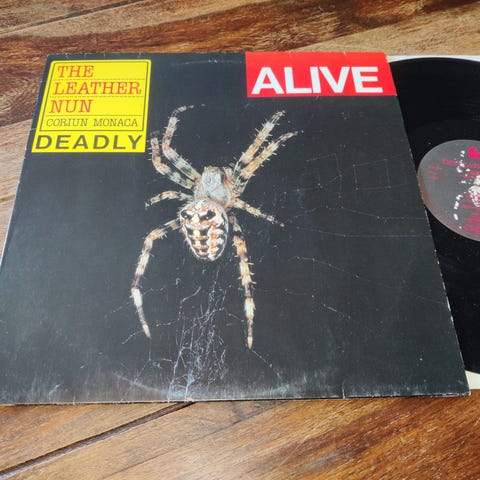 THE
LEATHER
NUN
CORIUN MONACA
DEADLY
ALIVE